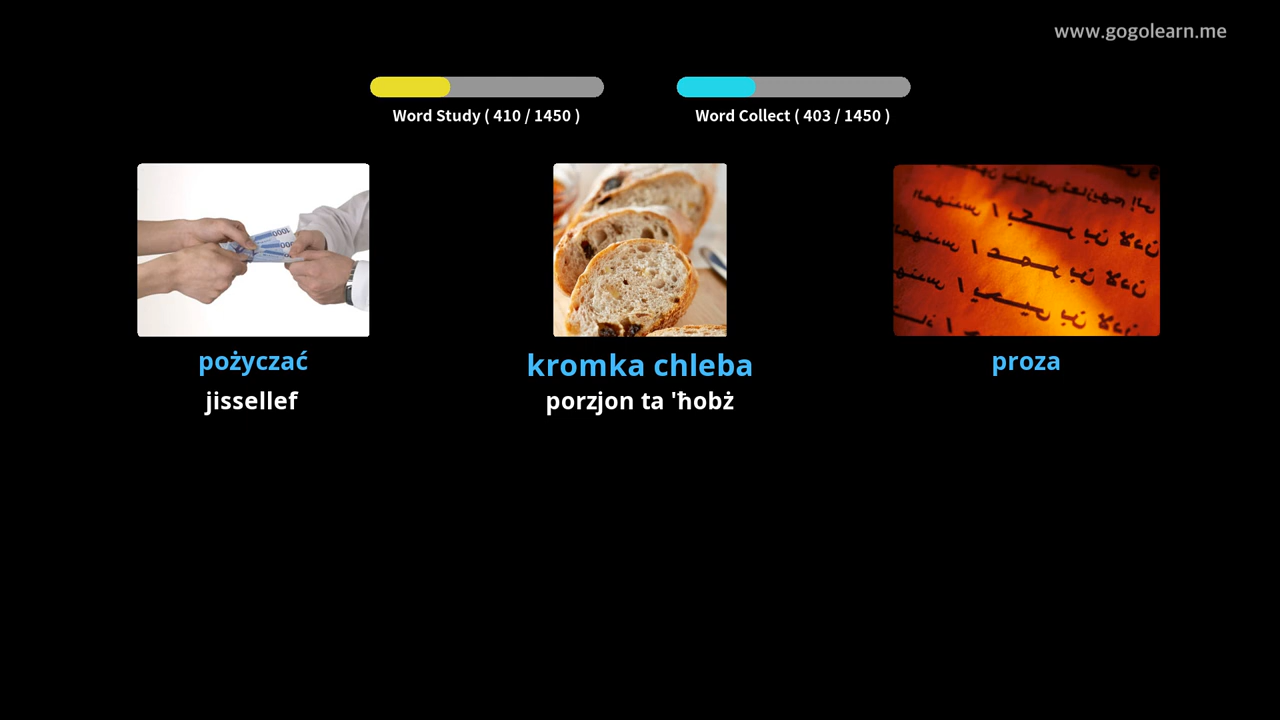 www.gogolearn.me
Word Study ( 410 / 1450 )
Word Collect ( 403 / 1450 )
pożyczać
kromka chleba
proza
jissellef
porzjon ta 'ħobż